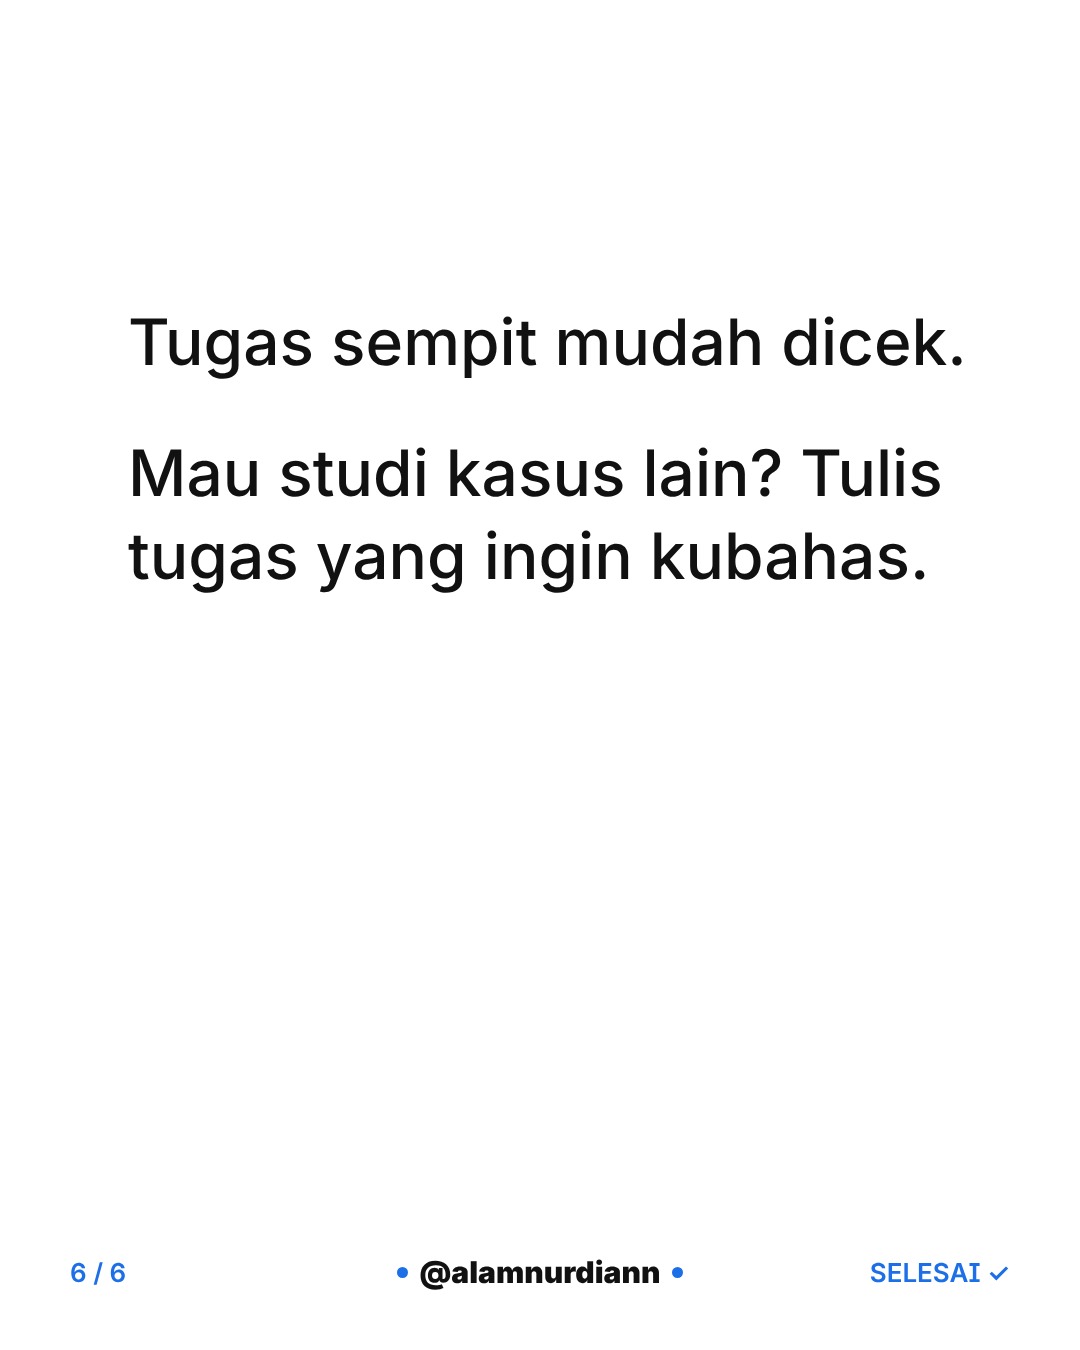 Tugas sempit mudah dicek.
Mau studi kasus lain? Tulis
tugas yang ingin kubahas.
6 / 6
• @alamnurdiann •
SELESAI ✓